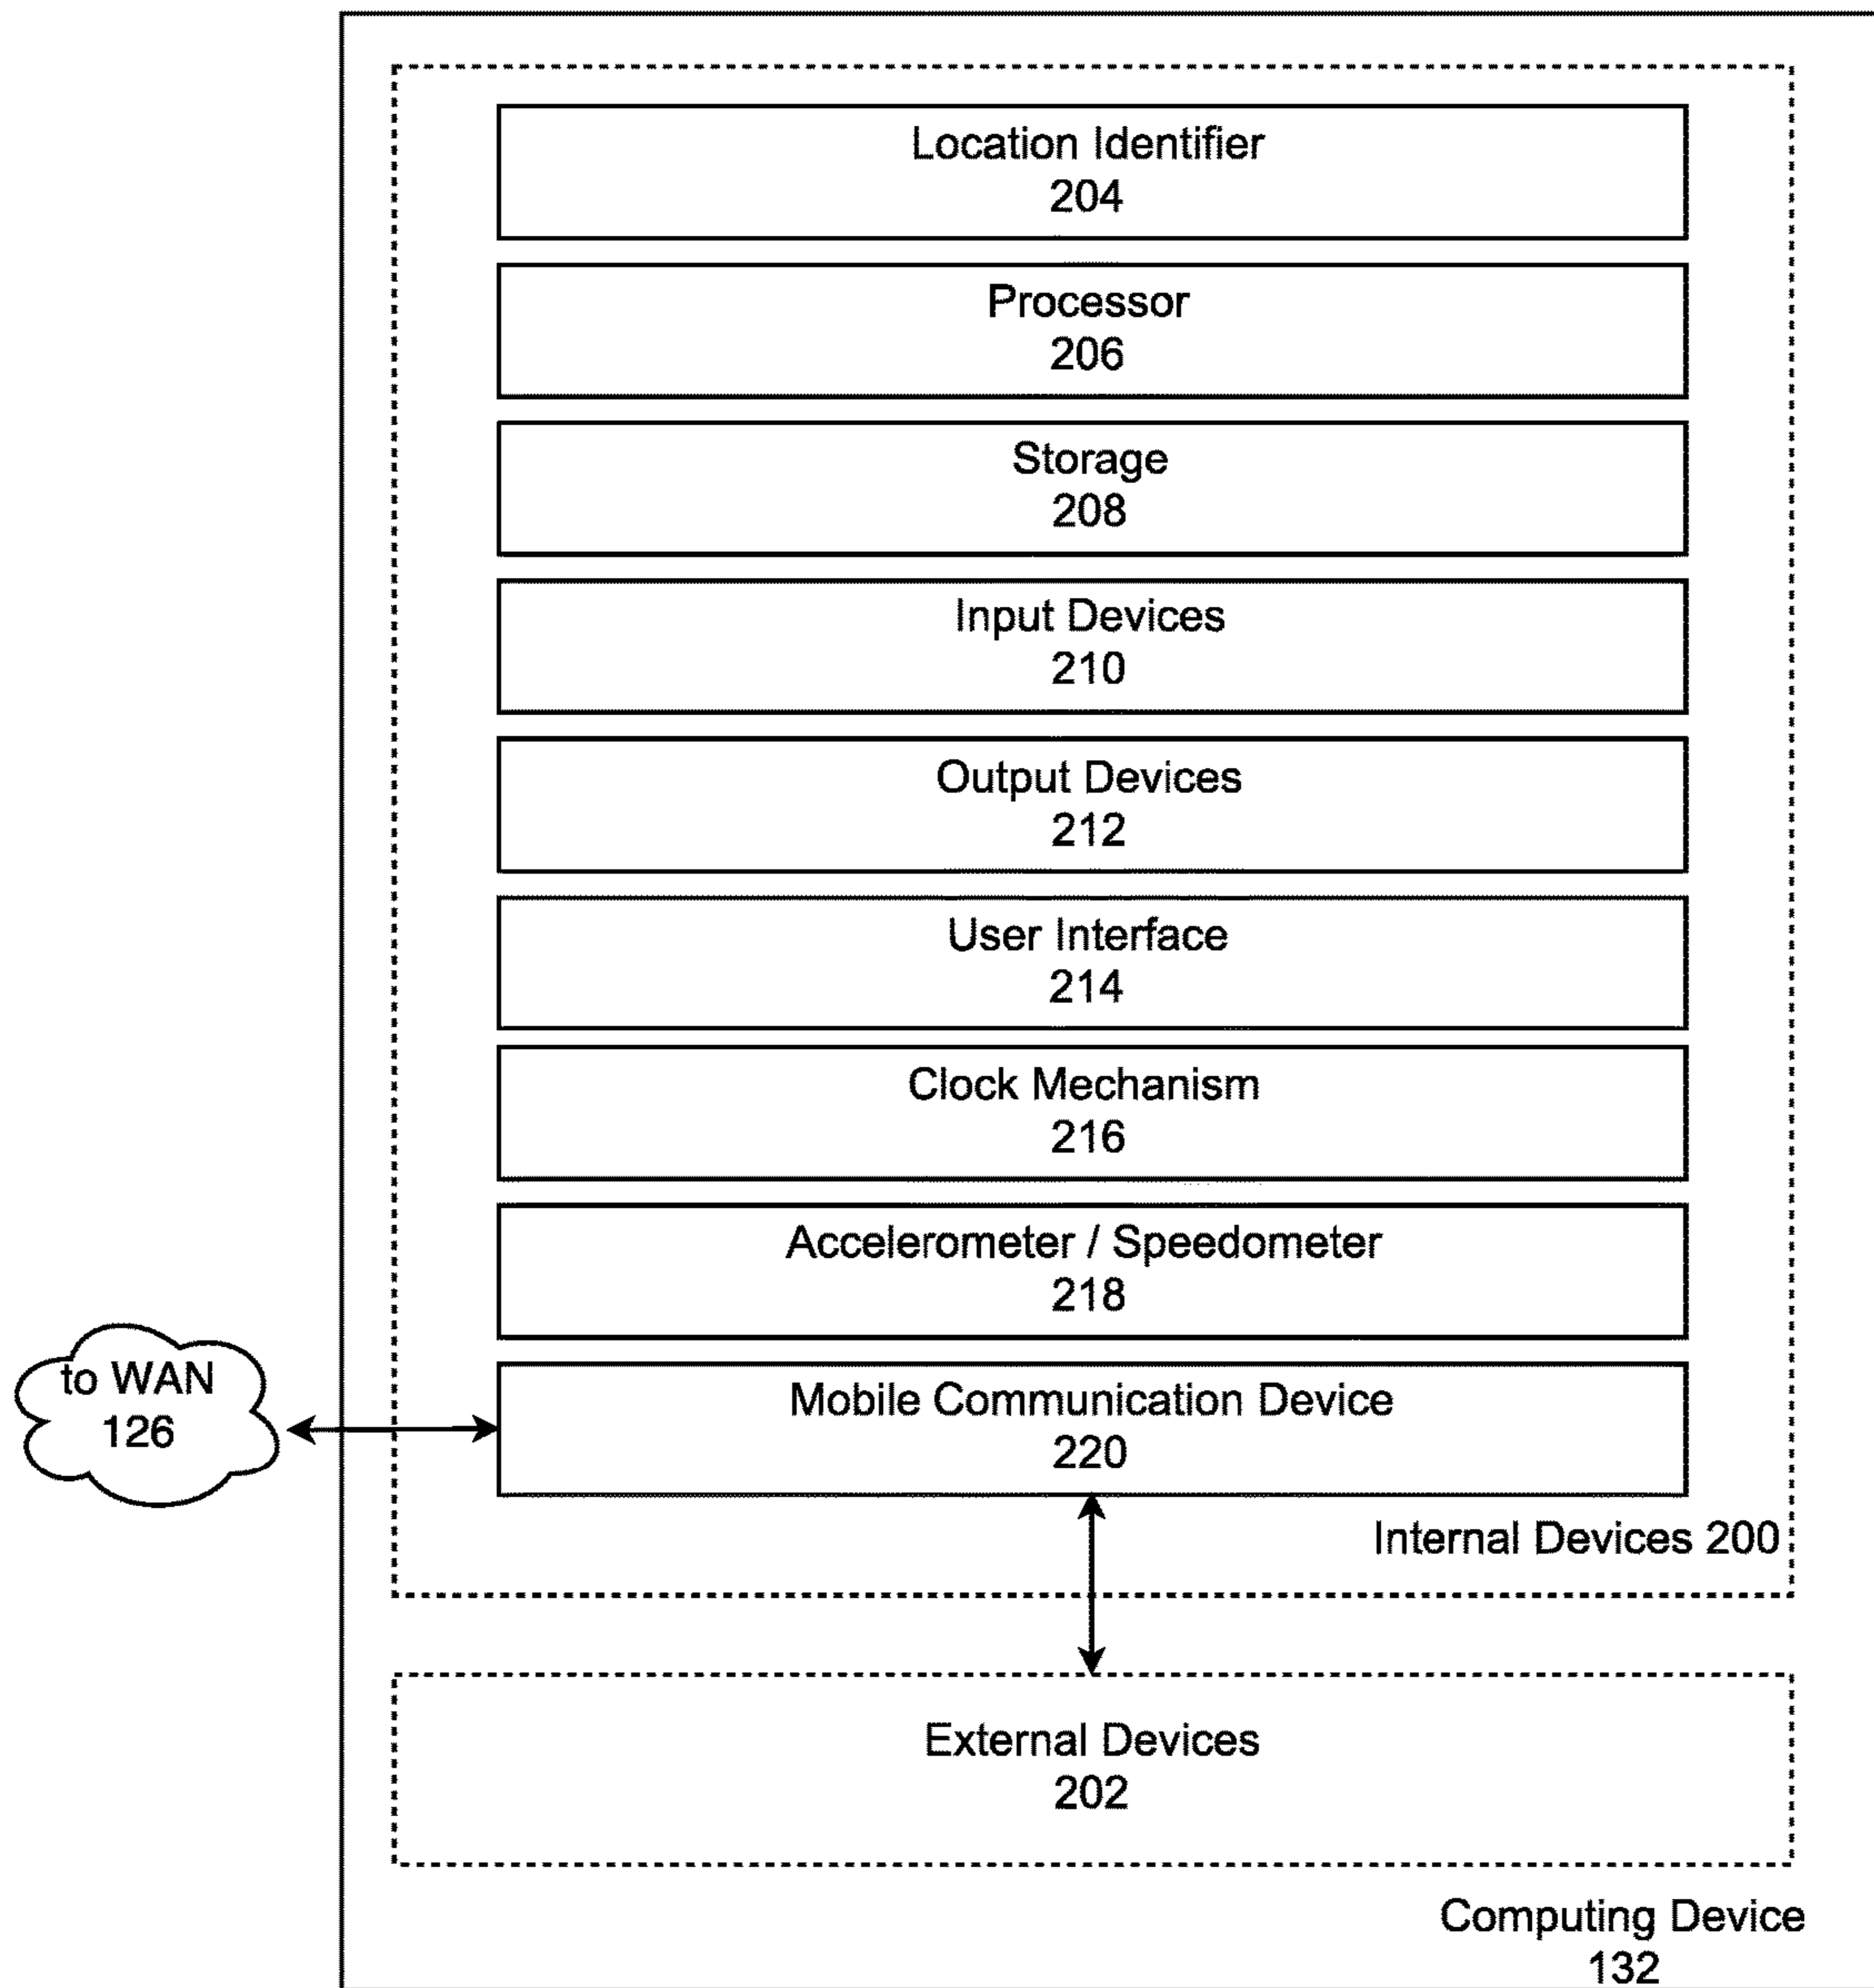 Location Identifier
204
Processor
206
Storage
208
Input Devices
210
Output Devices
212
User Interface
214
Clock Mechanism
216
Accelerometer / Speedometer
218
to WAN
126
Mobile Communication Device
220
Internal Devices 200
External Devices
202
Computing Device
132